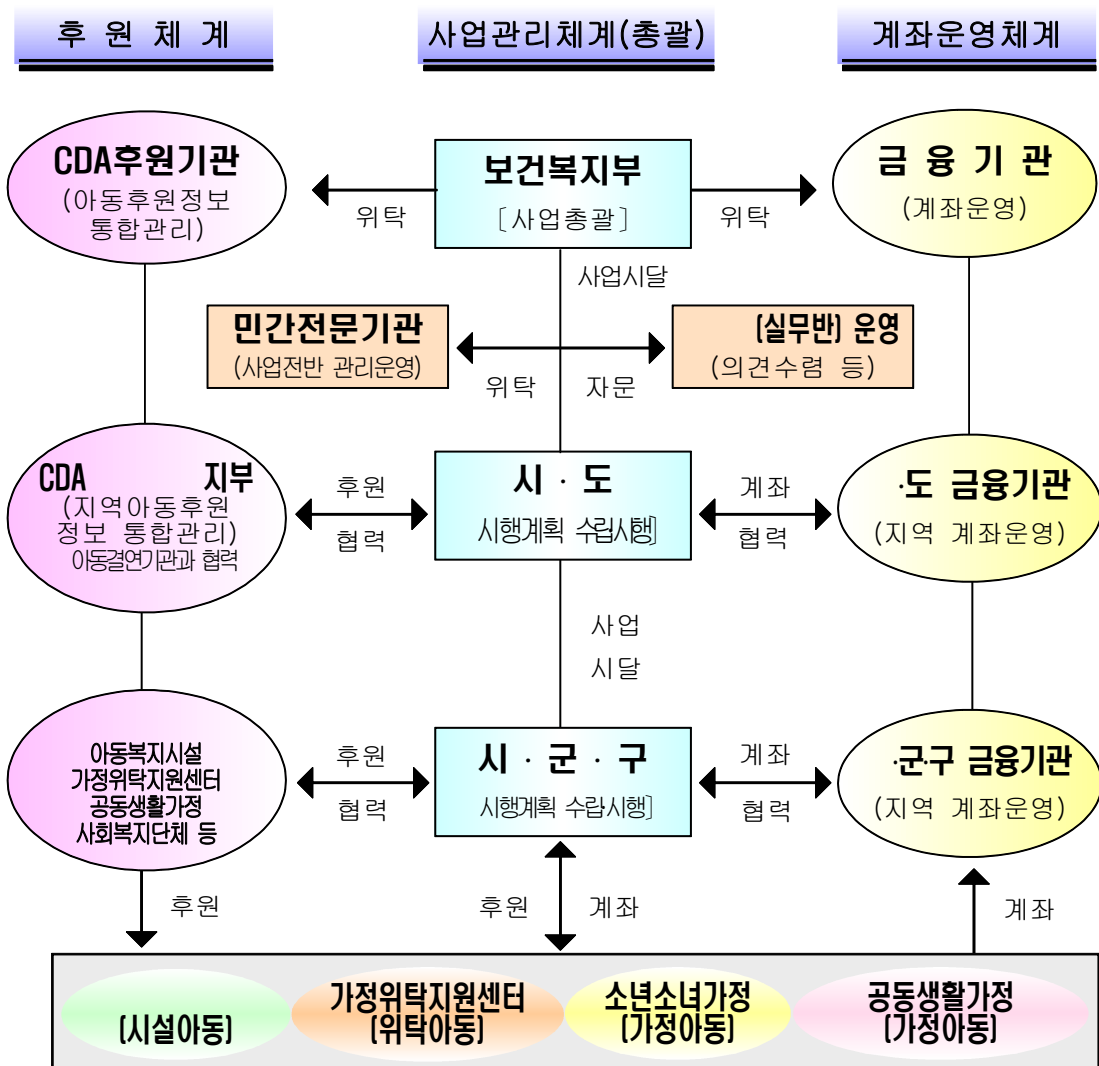 후 원 체 계
사업관리체계(총괄)
계좌운영체계
CDA후원기관
(아동후원정보
통합관리)
위탁
보건복지부
[사업총괄]
위탁
금 융 기 관
(계좌운영)
사업시달
민간전문기관
(사업전반 관리운영)
위탁
자문
(실무반) 운영
(의견수렴 등)
CDA 지부
(지역아동후원
정보 통합관리)
아동결연기관과 협력
후원
협력
시 · 도
시행계획 수립·시행]
계좌
협력
·도 금융기관
(지역 계좌운영)
사업
시달
아동복지시설
가정위탁지원센터
공동생활가정
사회복지단체 등
후원
협력
시 · 군 · 구
시행계획 수립·시행]
계좌
협력
·군·구 금융기관
(지역 계좌운영)
후원
후원
계좌
계좌
(시설아동)
가정위탁지원센터
(위탁아동)
소년소녀가정
(가정아동)
공동생활가정
(가정아동)